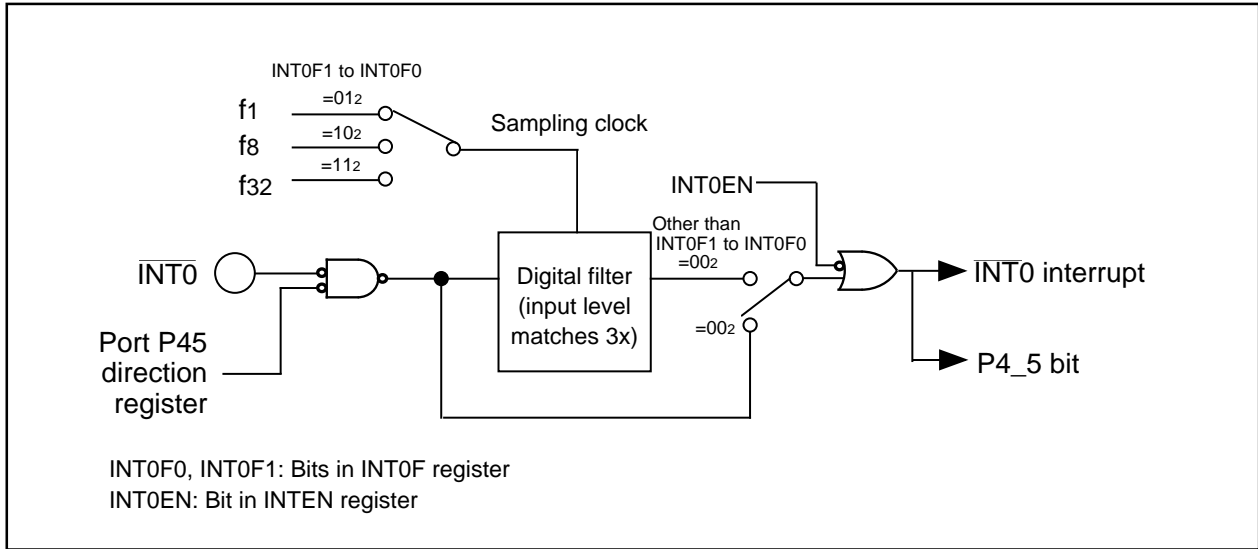 INT0F1 to INT0F0
f1
=012
f8
=102
f32
=112
Sampling clock
INT0EN
Other than
INT0F1 to INT0F0
=002
INT0
Digital filter
(input level
matches 3x)
=002
INT0 interrupt
Port P45
direction
register
P4_5 bit
INT0F0, INT0F1: Bits in INT0F register
INT0EN: Bit in INTEN register